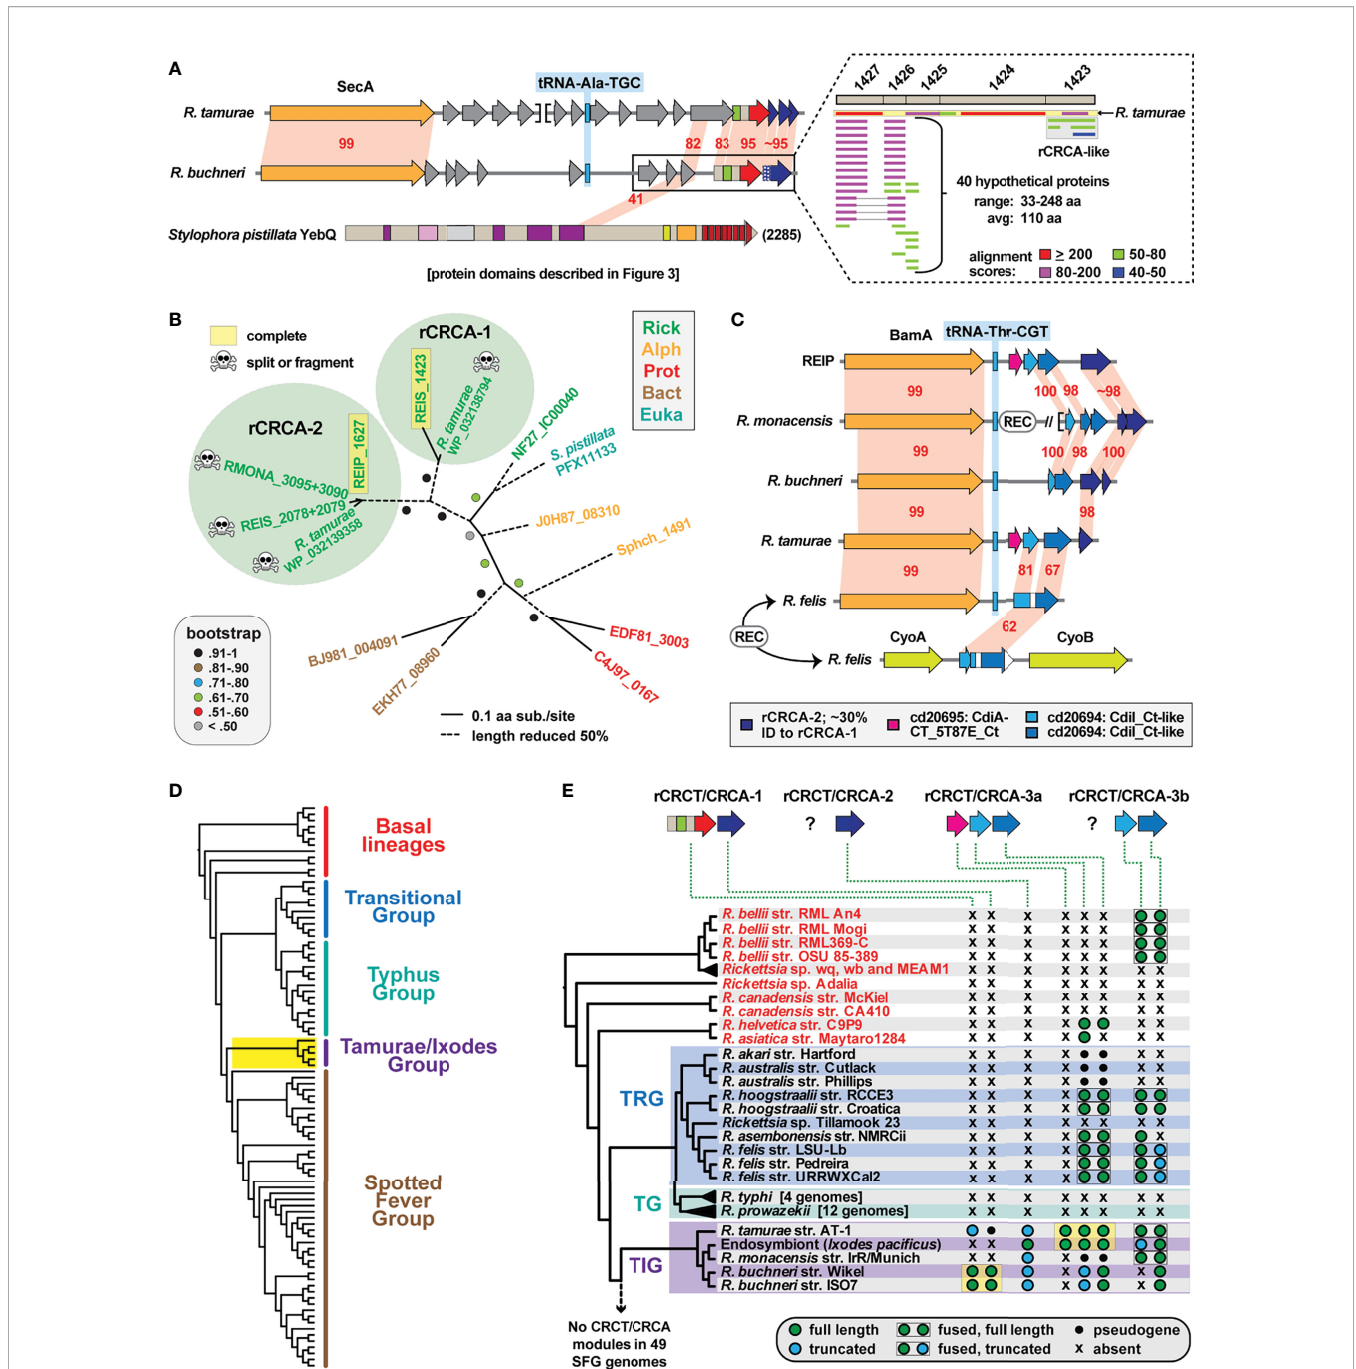 A
SecA
tRNA-Ala-TGC
R. tamurae
99
82
83
95
~95
R. buchneri
41
Stylophora pistillata YebQ
(2285)
[protein domains described in Figure 3]
1427
1426
1425
1424
1423
R. tamurae
rCRCA-like
40 hypothetical proteins
range: 33-248 aa
avg: 110 aa
alignment scores:
≥ 200
50-80
80-200
40-50
B
complete
split or fragment
rCRCA-1
REIS_1423
R. tamurae
WP_032138794
rCRCA-2
REIP_1627
RMONA_3095+3090
REIS_2078+2079
R. tamurae
WP_032139358
Rick
Alph
Prot
Bact
Euka
NF27_IC00040
S. pistillata
PFX11133
J0H87_08310
Sphch_1491
EDF81_3003
C4J97_0167
EKH77_08960
BJ981_004091
bootstrap
.91-1
.81-.90
.71-.80
.61-.70
.51-.60
< .50
0.1 aa sub./site
length reduced 50%
C
BamA
tRNA-Thr-CGT
REIP
99
100
98
~98
R. monacensis
REC
//
99
100
98
100
R. buchneri
99
98
R. tamurae
99
81
67
R. felis
REC
62
CyoA
CyoB
R. felis
rCRCA-2; ~30%
ID to rCRCA-1
cd20695: CdiA-
CT_5T87E_Ct
cd20694: CdiI_Ct-like
cd20694: CdiI_Ct-like
D
Basal
lineages
Transitional
Group
Typhus
Group
Tamurae/Ixodes
Group
Spotted
Fever
Group
E
rCRCT/CRCA-1
rCRCT/CRCA-2
rCRCT/CRCA-3a
rCRCT/CRCA-3b
?
?
R. bellii str. RML An4 x x x x x x
R. bellii str. RML Mogi x x x x x x
R. bellii str. RML369-C x x x x x x
R. bellii str. OSU 85-389 x x x x x x
Rickettsia sp. wq, wb and MEAM1 x x x x x x x x
Rickettsia sp. Adalia x x x x x x x x
R. canadensis str. McKiel x x x x x x x x
R. canadensis str. CA410 x x x x x x x x
R. helvetica str. C9P9 x x x x x x
R. asiatica str. Maytaro1284 x x x x x x x
TRG
R. akari str. Hartford x x x x x x
R. australis str. Cutlack x x x x x x
R. australis str. Phillips x x x x x x
R. hoogstraalii str. RCCE3 x x x x
R. hoogstraalii str. Croatica x x x x
Rickettsia sp. Tillamook 23 x x x x x x x x
R. asembonensis str. NMRCii x x x x x
R. felis str. LSU-Lb x x x x
R. felis str. Pedreira x x x x
R. felis str. URRWXCal2 x x x x
TG
R. typhi [4 genomes] x x x x x x x x
R. prowazekii [12 genomes] x x x x x x x x
TIG
R. tamurae str. AT-1
Endosymbiont (Ixodes pacificus) x x
R. monacensis str. IrR/Munich x x x
R. buchneri str. Wikel x x
R. buchneri str. ISO7 x x
No CRCT/CRCA
modules in 49
SFG genomes
full length
fused, full length
pseudogene
truncated
fused, truncated
x absent